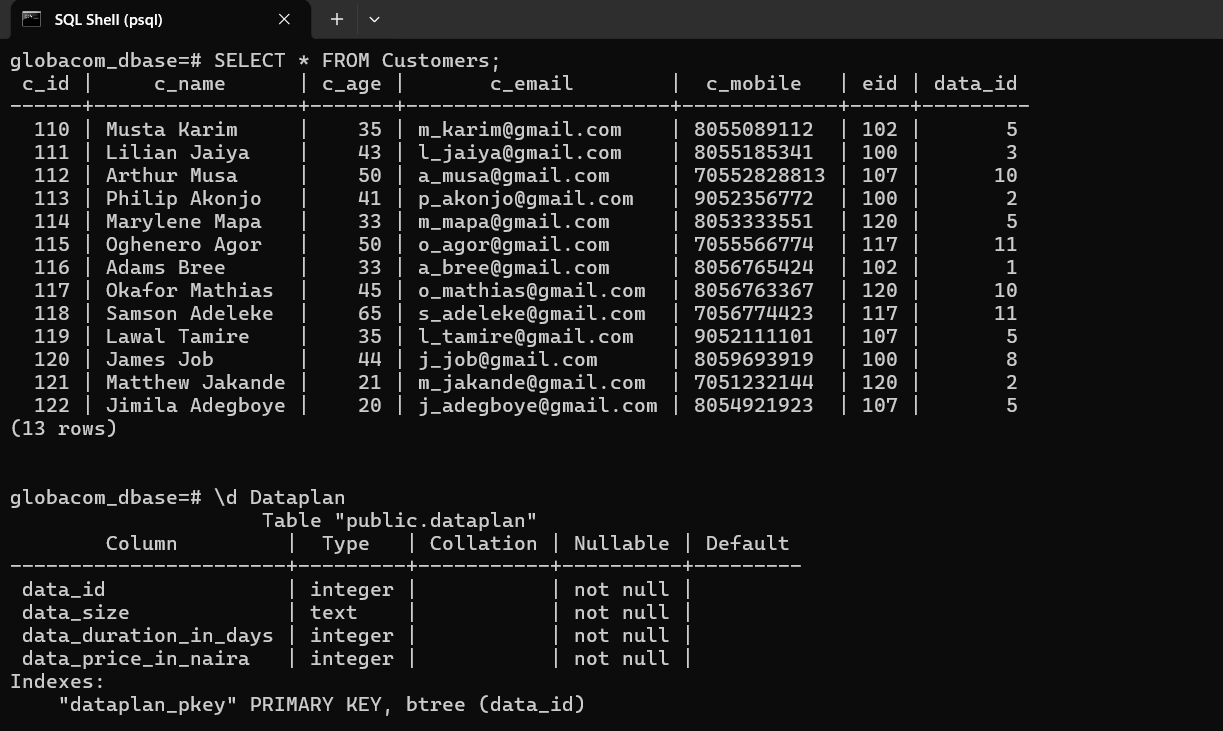 SQL Shell (psql)
globacom_dbase=# SELECT * FROM Customers;
 c_id |     c_name      | c_age |       c_email        |  c_mobile   | eid | data_id
------+-----------------+-------+----------------------+-------------+-----+---------
  110 | Musta Karim     |    35 | m_karim@gmail.com    | 8055089112  | 102 |       5
  111 | Lilian Jaiya    |    43 | l_jaiya@gmail.com    | 8055185341  | 100 |       3
  112 | Arthur Musa     |    50 | a_musa@gmail.com     | 70552828813 | 107 |      10
  113 | Philip Akonjo   |    41 | p_akonjo@gmail.com   | 9052356772  | 100 |       2
  114 | Marylene Mapa   |    33 | m_mapa@gmail.com     | 8053333551  | 120 |       5
  115 | Oghenero Agor   |    50 | o_agor@gmail.com     | 7055566774  | 117 |      11
  116 | Adams Bree      |    33 | a_bree@gmail.com     | 8056765424  | 102 |       1
  117 | Okafor Mathias  |    45 | o_mathias@gmail.com  | 8056763367  | 120 |      10
  118 | Samson Adeleke  |    65 | s_adeleke@gmail.com  | 7056774423  | 117 |      11
  119 | Lawal Tamire    |    35 | l_tamire@gmail.com   | 9052111101  | 107 |       5
  120 | James Job       |    44 | j_job@gmail.com      | 8059693919  | 100 |       8
  121 | Matthew Jakande |    21 | m_jakande@gmail.com  | 7051232144  | 120 |       2
  122 | Jimila Adegboye |    20 | j_adegboye@gmail.com | 8054921923  | 107 |       5
(13 rows)
globacom_dbase=# \d Dataplan
                     Table "public.dataplan"
        Column         |  Type   | Collation | Nullable | Default
-----------------------+---------+-----------+----------+---------
 data_id               | integer |           | not null |
 data_size             | text    |           | not null |
 data_duration_in_days | integer |           | not null |
 data_price_in_naira   | integer |           | not null |
Indexes:
    "dataplan_pkey" PRIMARY KEY, btree (data_id)